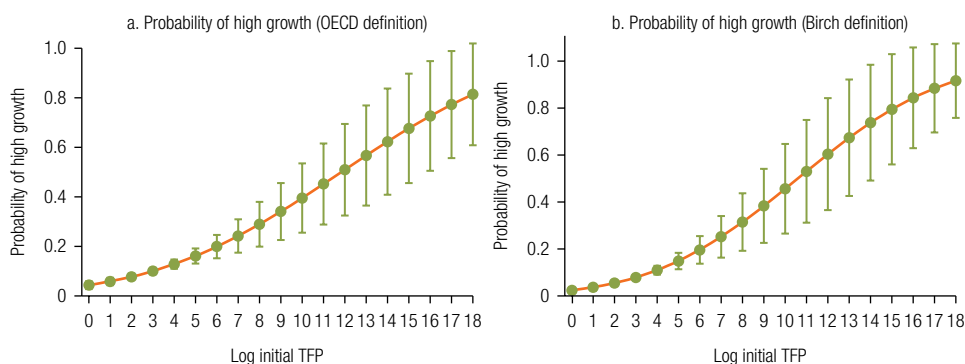 a. Probability of high growth (OECD definition)
Probability of high growth
1.0
0.8
0.6
0.4
0.2
0
0 1 2 3 4 5 6 7 8 9 10 11 12 13 14 15 16 17 18
Log initial TFP
b. Probability of high growth (Birch definition)
Probability of high growth
1.0
0.8
0.6
0.4
0.2
0
0 1 2 3 4 5 6 7 8 9 10 11 12 13 14 15 16 17 18
Log initial TFP